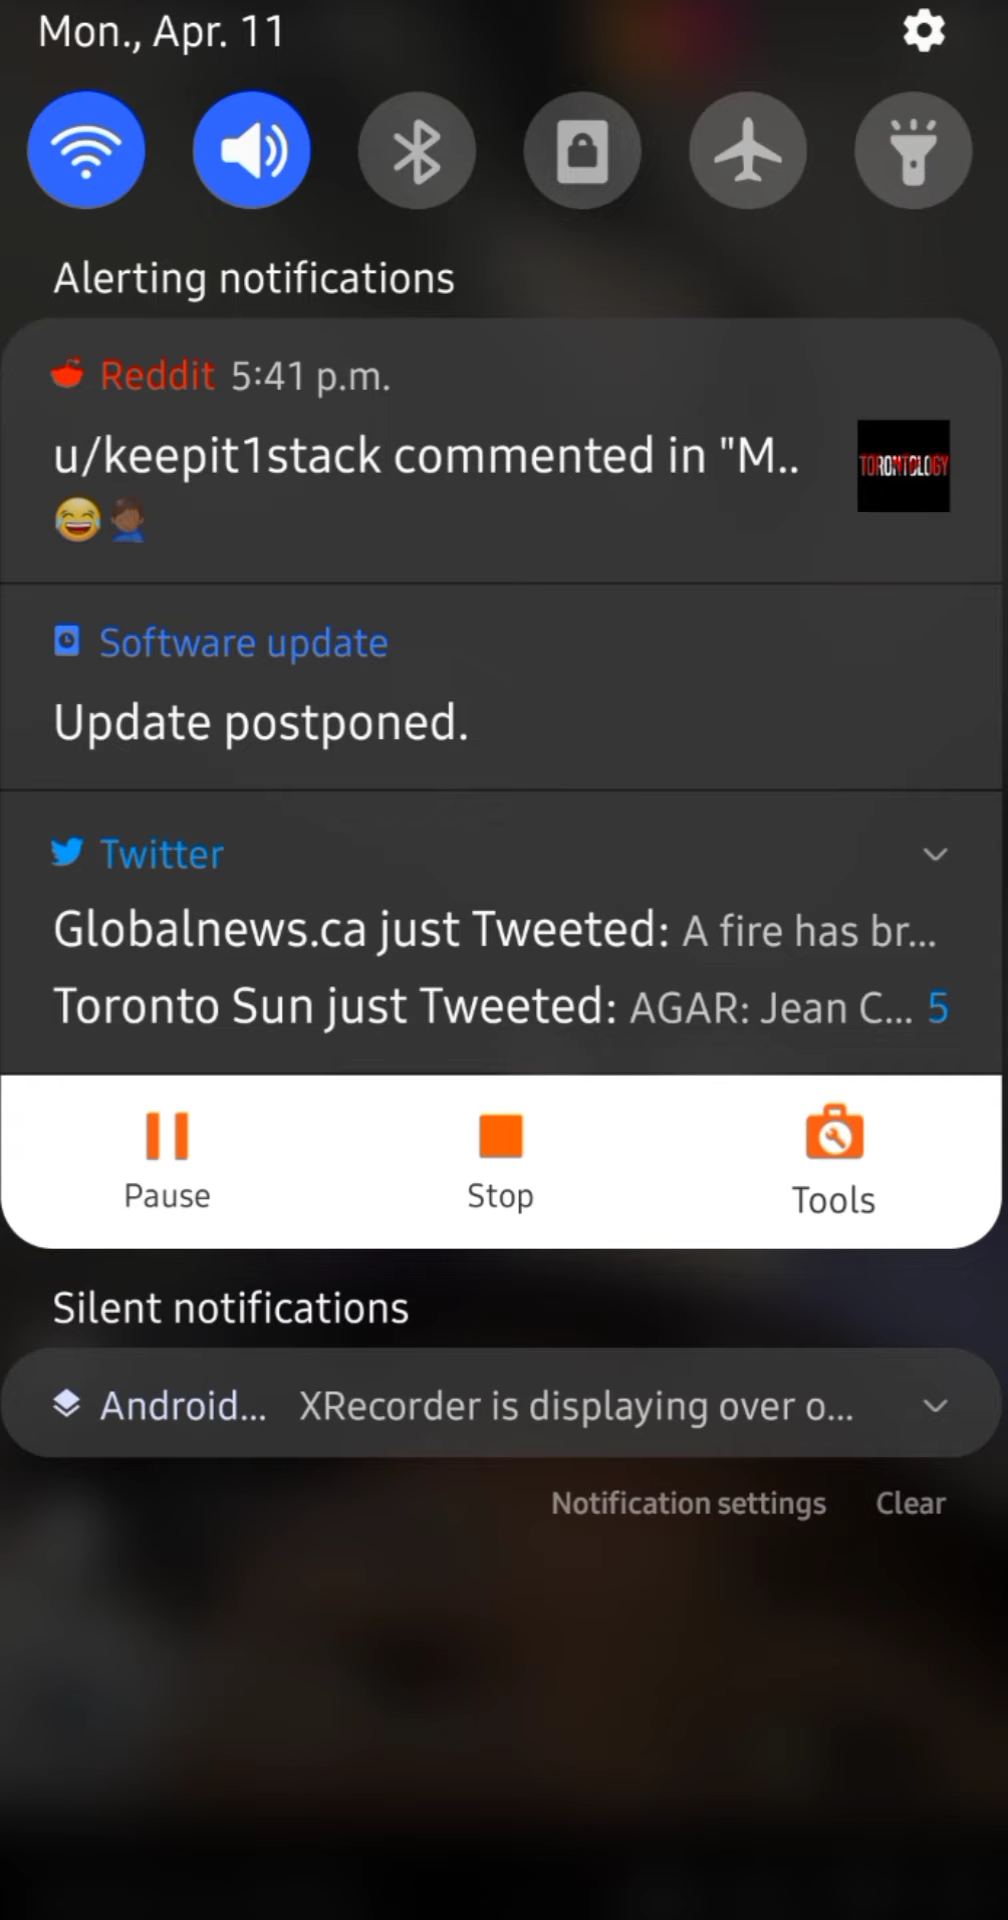 Mon., Apr. 11
Alerting notifications
Reddit 5:41 p.m.
u/keepit1stack commented in "M..
TORONTOLOGY
😂🤦🏾‍♂️
Software update
Update postponed.
Twitter
Globalnews.ca just Tweeted: A fire has br...
Toronto Sun just Tweeted: AGAR: Jean C... 5
Pause Stop Tools
Silent notifications
Android... XRecorder is displaying over o...
Notification settings Clear